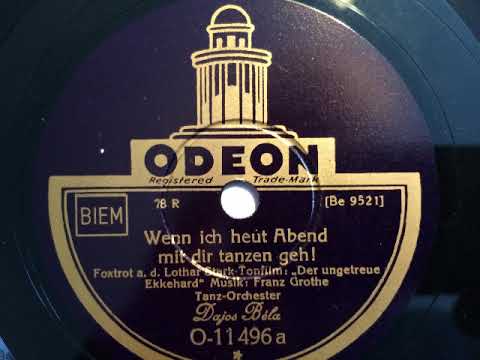 ODEON
Registered Trade-Mark
BIEM
78 R
[Be 9521]
Wenn ich heut Abend
mit dir tanzen geh!
Foxtrot a. d. Lothar Stark-Tonfilm: „Der ungetreue
Ekkehard" Musik: Franz Grothe
Tanz-Orchester
Dajos Béla
O-11496a